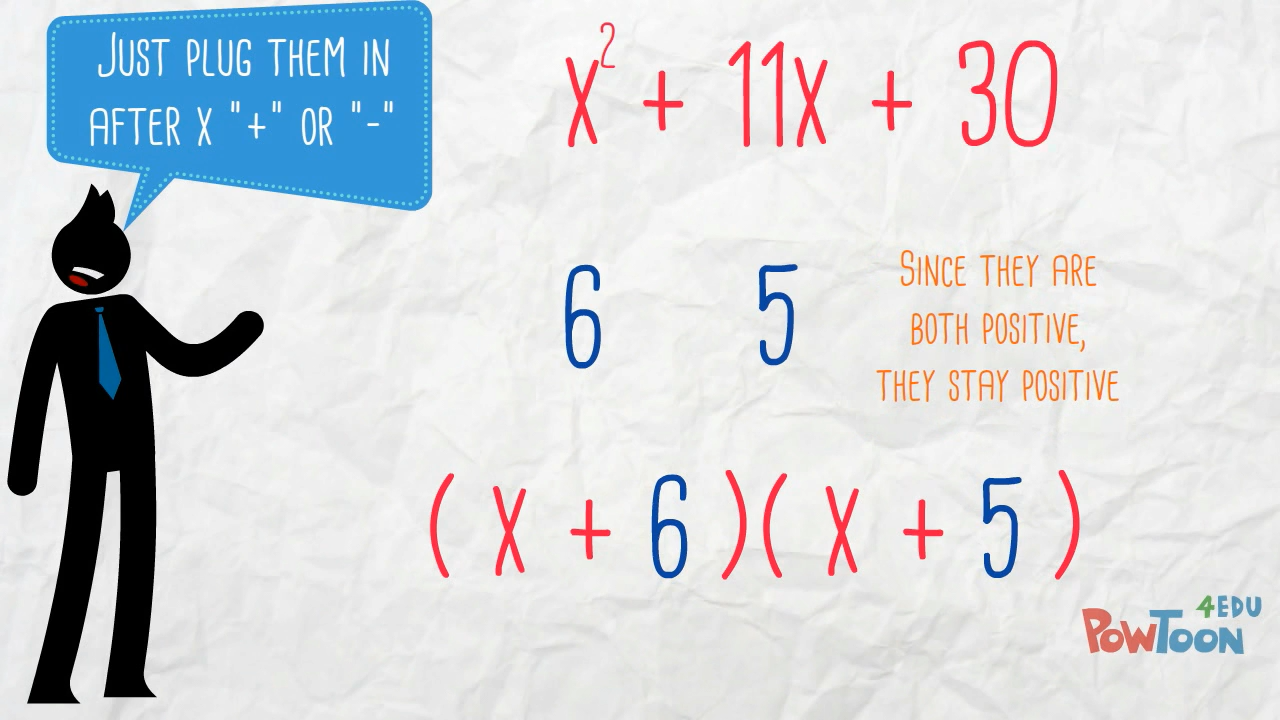 JUST PLUG THEM IN
AFTER X "+" OR "-"
x² + 11x + 30
6 5
SINCE THEY ARE
BOTH POSITIVE,
THEY STAY POSITIVE
( x + 6 )( x + 5 )
4EDU
POWTOON